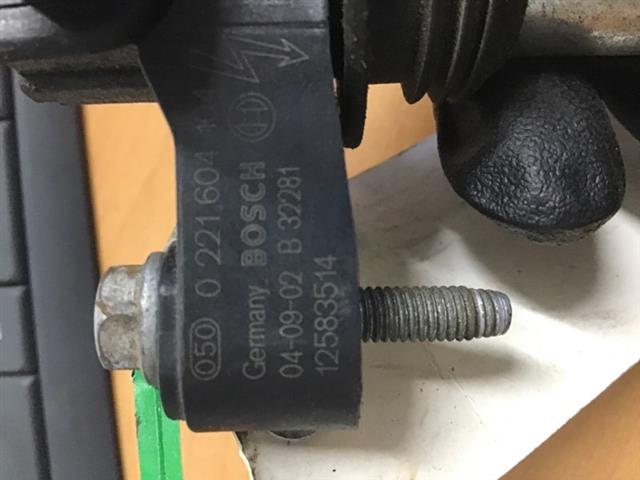 050 0 221 604
Germany BOSCH
04-09-02 B 32281
12583514